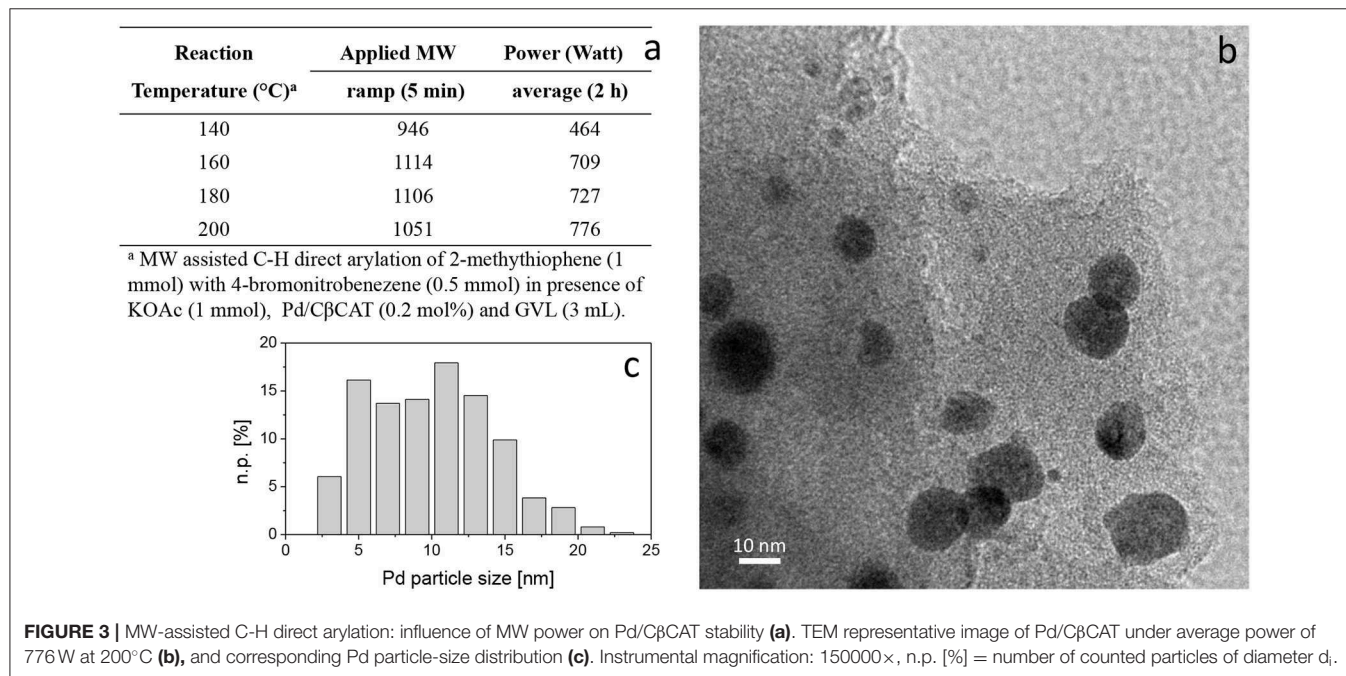 a
Reaction Applied MW Power (Watt)
Temperature (°C)ᵃ ramp (5 min) average (2 h)
140 946 464
160 1114 709
180 1106 727
200 1051 776
ᵃ MW assisted C-H direct arylation of 2-methythiophene (1
mmol) with 4-bromonitrobenezene (0.5 mmol) in presence of
KOAc (1 mmol), Pd/CβCAT (0.2 mol%) and GVL (3 mL).
c
n.p. [%]
20
15
10
5
0
0 5 10 15 20 25
Pd particle size [nm]
b
10 nm
FIGURE 3 | MW-assisted C-H direct arylation: influence of MW power on Pd/CβCAT stability (a). TEM representative image of Pd/CβCAT under average power of
776 W at 200°C (b), and corresponding Pd particle-size distribution (c). Instrumental magnification: 150000×, n.p. [%] = number of counted particles of diameter dᵢ.